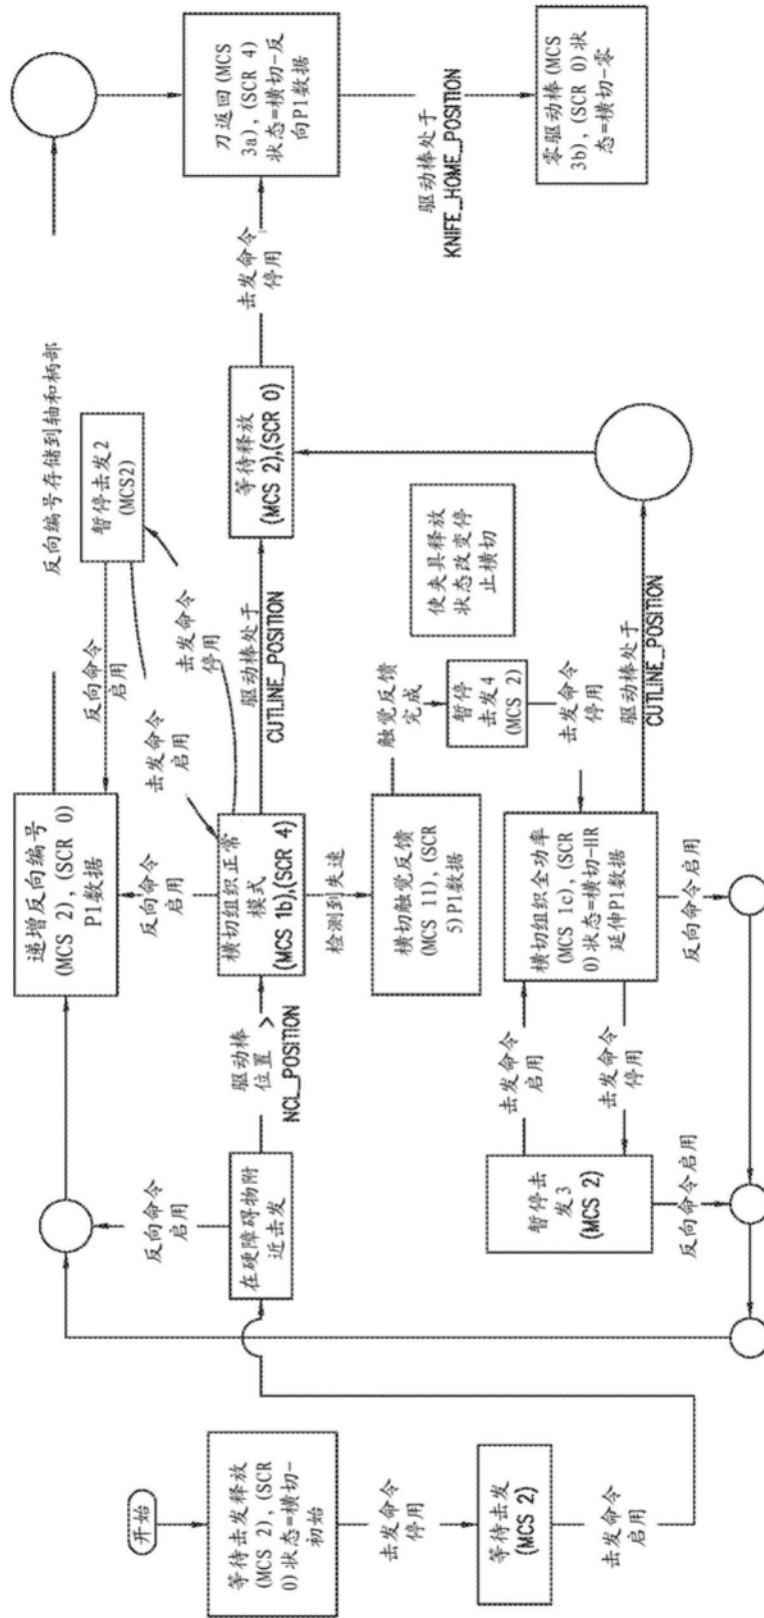 开始
等待击发释放
(MCS 2), (SCR
0)状态=横切-
初始
击发命令
停用
等待击发
(MCS 2)
击发命令
启用
在硬障碍物附
近击发
反向命令
启用
驱动棒
位置 >
NCL_POSITION
递增反向编号
(MCS 2), (SCR 0)
P1数据
反向编号存储到轴和柄部
反向命令
启用
横切组织正常
模式
(MCS 1b),(SCR 4)
反向命令
启用
击发命令
启用
击发命令
停用
暂停击发2
(MCS2)
驱动棒处于
CUTLINE_POSITION
等待释放
(MCS 2),(SCR 0)
击发命令
停用
刀返回(MCS
3a), (SCR 4)
状态=横切-反
向P1数据
驱动棒处于
KNIFE_HOME_POSITION
零驱动棒(MCS
3b), (SCR 0)状
态=横切-零
检测到失速
横切触觉反馈
(MCS 11), (SCR
5)P1数据
触觉反馈
完成
暂停
击发4
(MCS 2)
击发命令
停用
使夹具释放
状态改变停
止横切
横切组织全功率
(MCS 1c), (SCR
0)状态=横切-HR
延伸P1数据
驱动棒处于
CUTLINE_POSITION
击发命令
启用
击发命令
停用
暂停击
发3
(MCS 2)
反向命令启用
反向命令启用